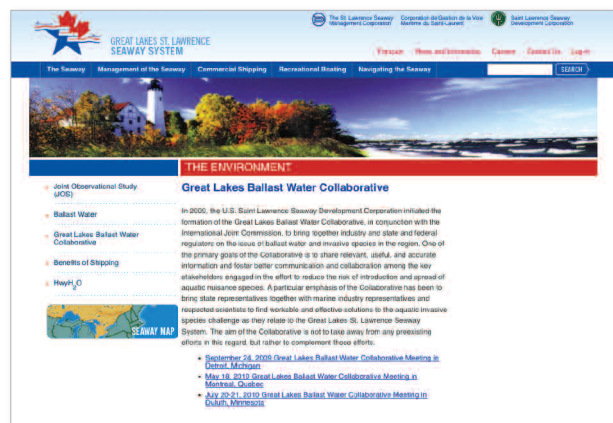 The St. Lawrence Seaway
Management Corporation
Corporation de Gestion de la Voie
Maritime du Saint-Laurent
Saint Lawrence Seaway
Development Corporation
GREAT LAKES ST. LAWRENCE
SEAWAY SYSTEM
Français News and Information Careers Contact Us Log-in
The Seaway Management of the Seaway Commercial Shipping Recreational Boating Navigating the Seaway SEARCH
THE ENVIRONMENT
Joint Observational Study
(JOS)
Ballast Water
Great Lakes Ballast Water
Collaborative
Benefits of Shipping
HwyH2O
SEAWAY MAP
Great Lakes Ballast Water Collaborative
In 2009, the U.S. Saint Lawrence Seaway Development Corporation initiated the
formation of the Great Lakes Ballast Water Collaborative, in conjunction with the
International Joint Commission, to bring together industry and state and federal
regulators on the issue of ballast water and invasive species in the region. One of
the primary goals of the Collaborative is to share relevant, useful, and accurate
information and foster better communication and collaboration among the key
stakeholders engaged in the effort to reduce the risk of introduction and spread of
aquatic nuisance species. A particular emphasis of the Collaborative has been to
bring state representatives together with marine industry representatives and
respected scientists to find workable and effective solutions to the aquatic invasive
species challenge as they relate to the Great Lakes St. Lawrence Seaway
System. The aim of the Collaborative is not to take away from any preexisting
efforts in this regard, but rather to complement those efforts.
September 24, 2009 Great Lakes Ballast Water Collaborative Meeting in
Detroit, Michigan
May 18, 2010 Great Lakes Ballast Water Collaborative Meeting in
Montreal, Quebec
July 20-21, 2010 Great Lakes Ballast Water Collaborative Meeting in
Duluth, Minnesota